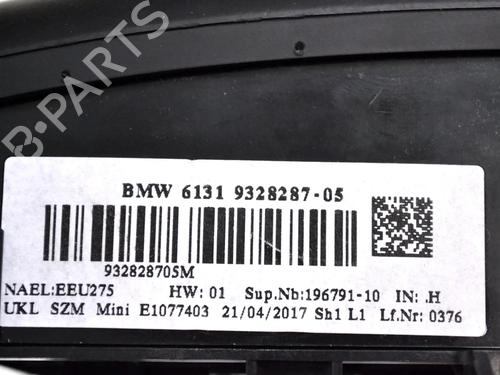 B-PARTS
BMW 6131 9328287-05
932828705M
NAEL:EEU275 HW: 01 Sup.Nb:196791-10 IN: .H
UKL SZM Mini E1077403 21/04/2017 Sh1 L1 Lf.Nr: 0376